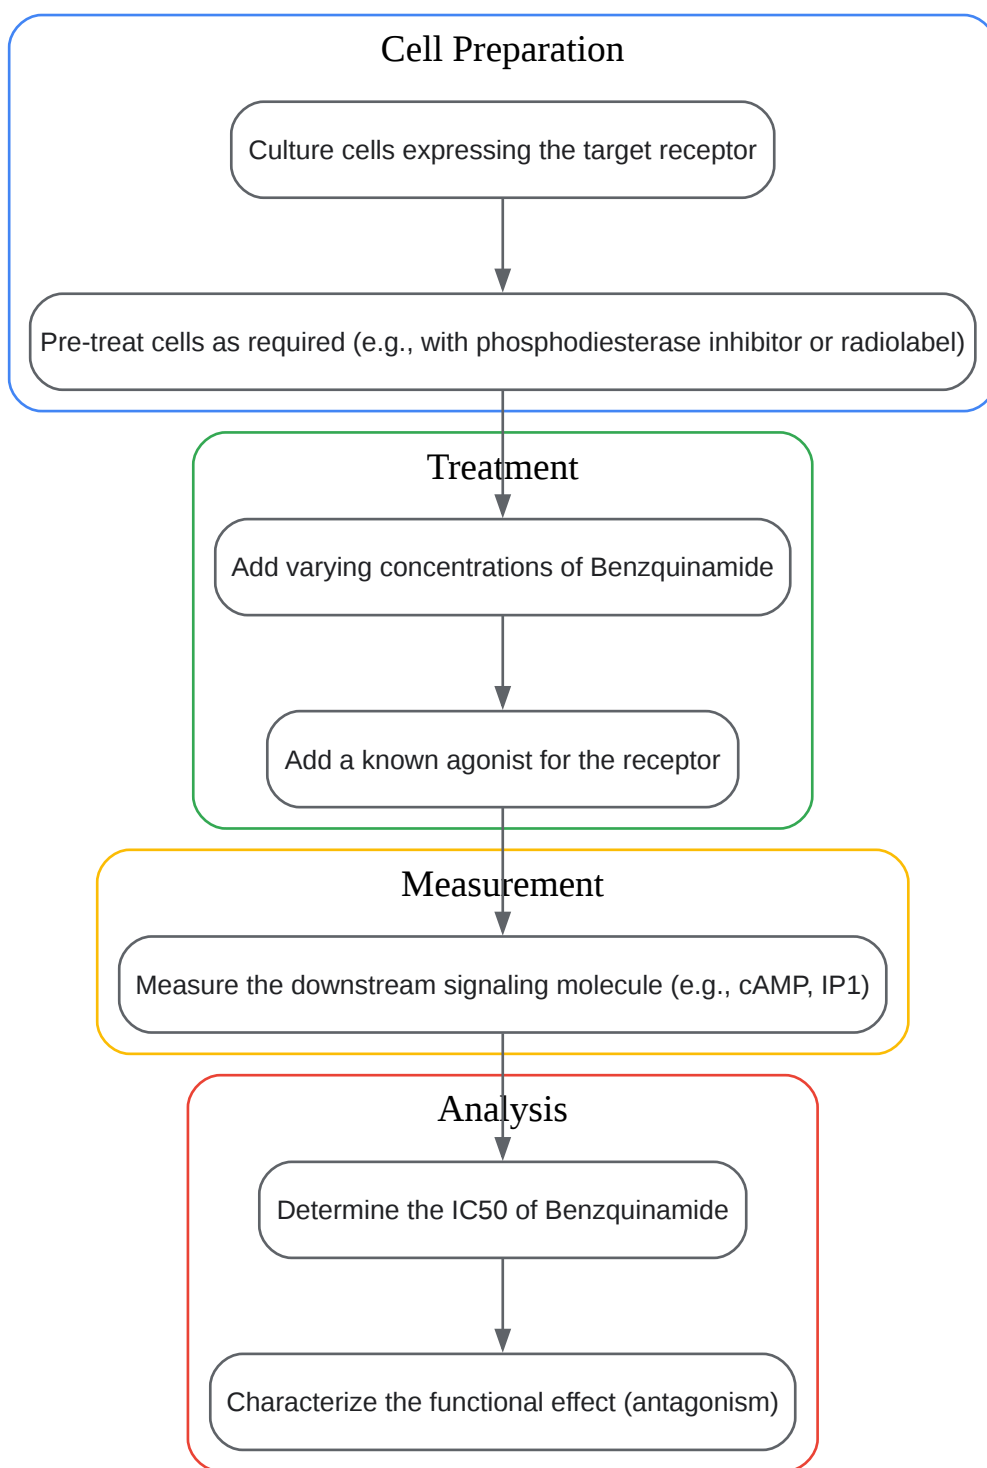 Cell Preparation
Culture cells expressing the target receptor
Pre-treat cells as required (e.g., with phosphodiesterase inhibitor or radiolabel)
Treatment
Add varying concentrations of Benzquinamide
Add a known agonist for the receptor
Measurement
Measure the downstream signaling molecule (e.g., cAMP, IP1)
Analysis
Determine the IC50 of Benzquinamide
Characterize the functional effect (antagonism)